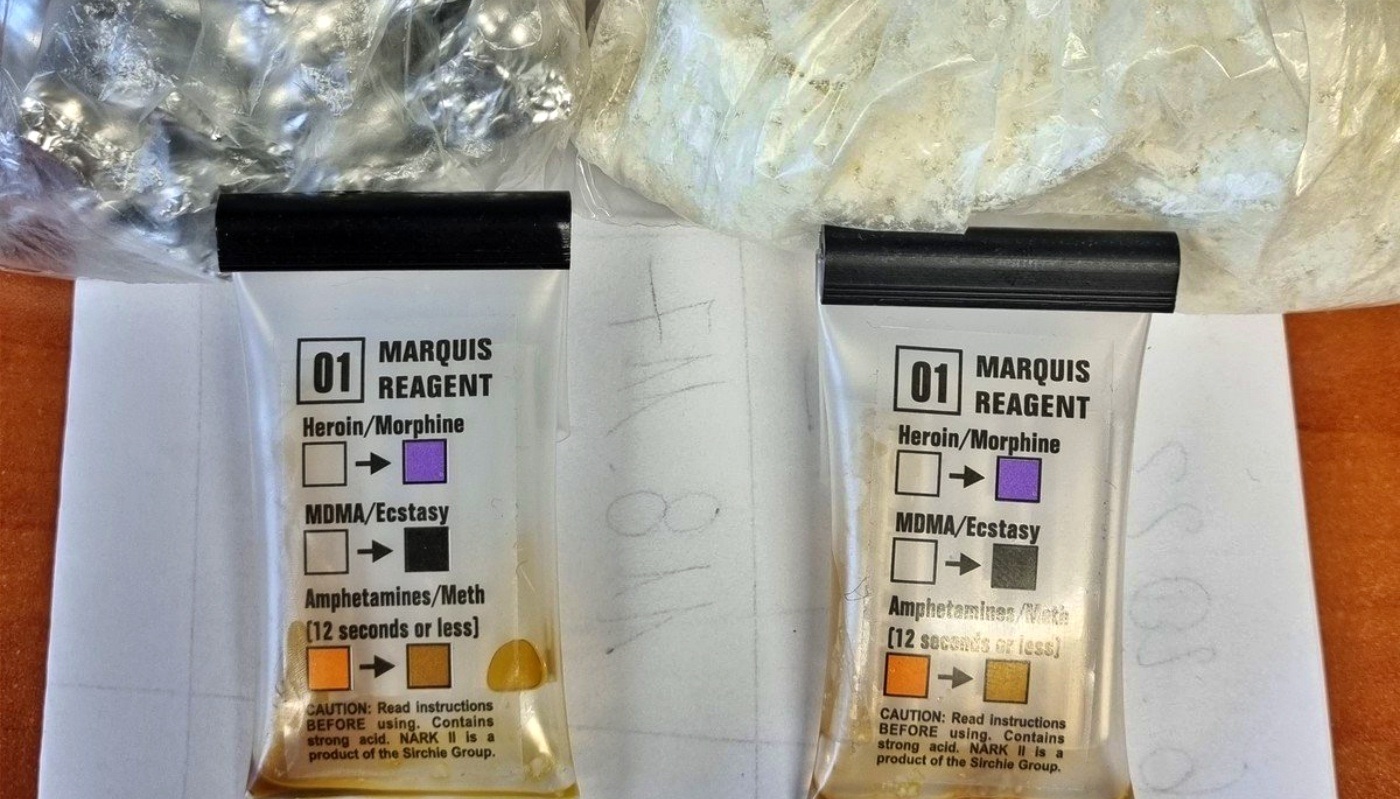 01 MARQUIS
REAGENT
Heroin/Morphine
MDMA/Ecstasy
Amphetamines/Meth
(12 seconds or less)
CAUTION: Read instructions
BEFORE using. Contains
strong acid. NARK II is a
product of the Sirchie Group.
01 MARQUIS
REAGENT
Heroin/Morphine
MDMA/Ecstasy
Amphetamines/Meth
(12 seconds or less)
CAUTION: Read instructions
BEFORE using. Contains
strong acid. NARK II is a
product of the Sirchie Group.